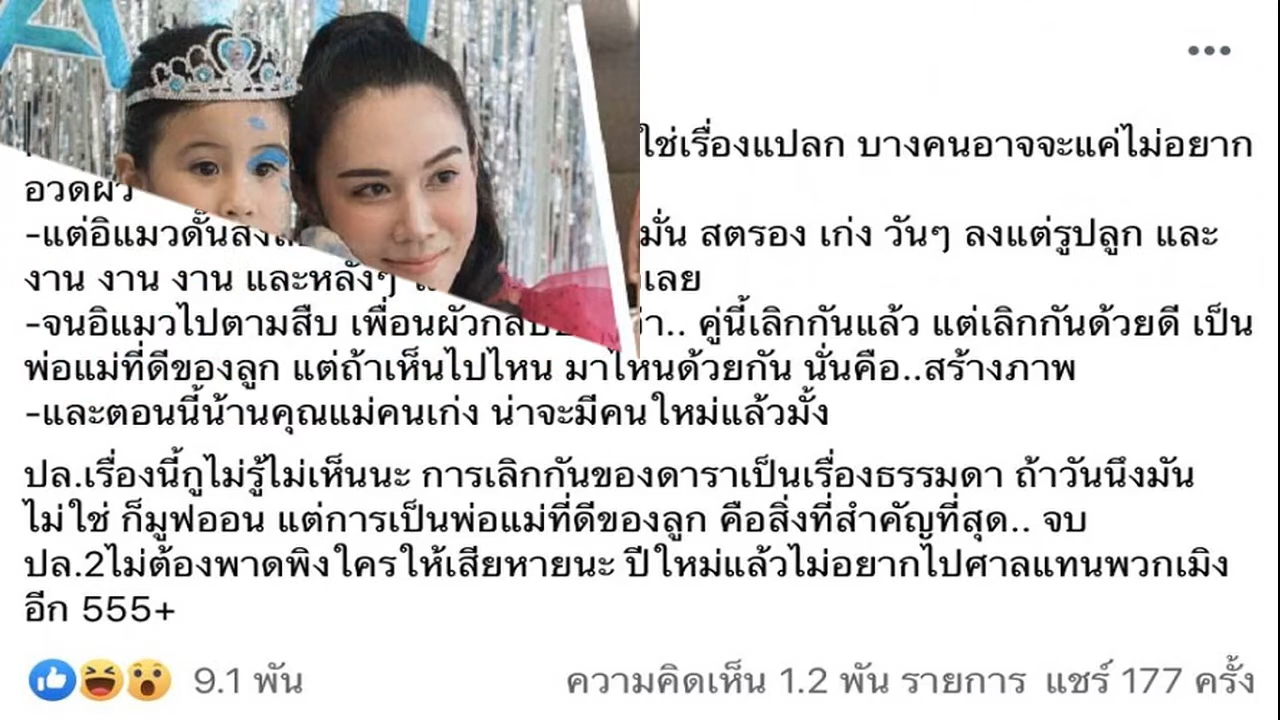 ใช่เรื่องแปลก บางคนอาจจะแค่ไม่อยาก
อวดผัว
-แต่อิแมวดั๊นสงสั มั่น สตรอง เก่ง วันๆ ลงแต่รูปลูก และ
งาน งาน งาน และหลังๆ เลย
-จนอิแมวไปตามสืบ เพื่อนผัวกลับ ว่า.. คู่นี้เลิกกันแล้ว แต่เลิกกันด้วยดี เป็น
พ่อแม่ที่ดีของลูก แต่ถ้าเห็นไปไหน มาไหนด้วยกัน นั่นคือ..สร้างภาพ
-และตอนนี้น้านคุณแม่คนเก่ง น่าจะมีคนใหม่แล้วมั้ง
ปล.เรื่องนี้กูไม่รู้ไม่เห็นนะ การเลิกกันของดาราเป็นเรื่องธรรมดา ถ้าวันนึงมัน
ไม่ใช่ ก็มูฟออน แต่การเป็นพ่อแม่ที่ดีของลูก คือสิ่งที่สำคัญที่สุด.. จบ
ปล.2ไม่ต้องพาดพิงใครให้เสียหายนะ ปีใหม่แล้วไม่อยากไปศาลแทนพวกเมิง
อีก 555+
9.1 พัน ความคิดเห็น 1.2 พัน รายการ แชร์ 177 ครั้ง